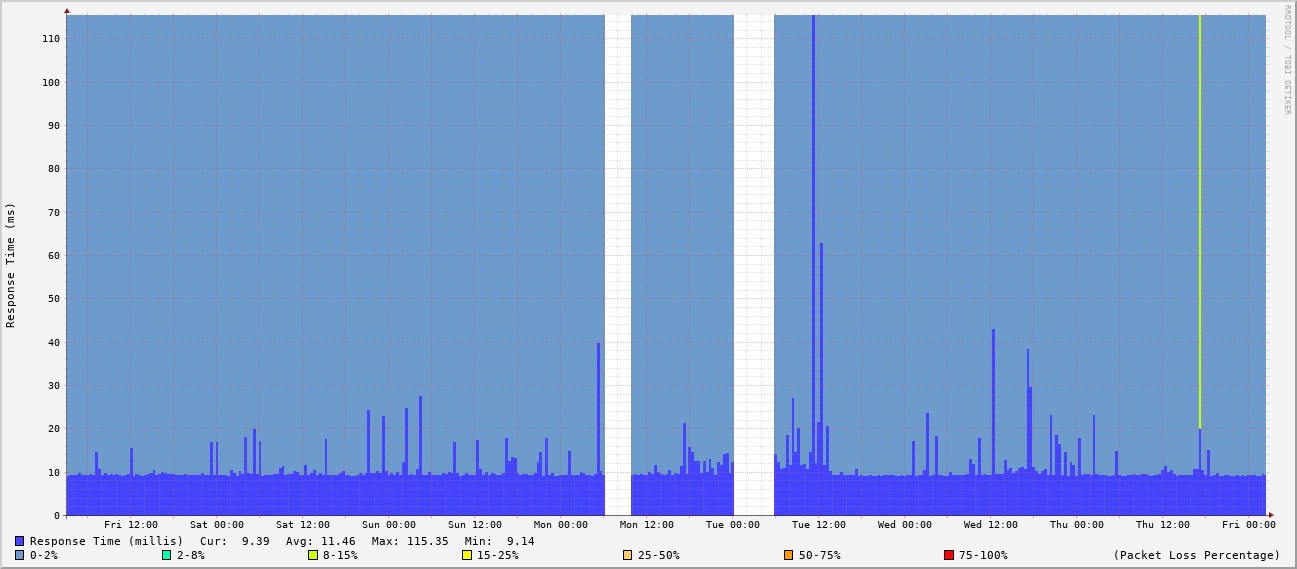 RRDTOOL / TOBI OETIKER
Response Time (ms)
110
100
90
80
70
60
50
40
30
20
10
0
Fri 12:00 Sat 00:00 Sat 12:00 Sun 00:00 Sun 12:00 Mon 00:00 Mon 12:00 Tue 00:00 Tue 12:00 Wed 00:00 Wed 12:00 Thu 00:00 Thu 12:00 Fri 00:00
Response Time (millis) Cur: 9.39 Avg: 11.46 Max: 115.35 Min: 9.14
0-2% 2-8% 8-15% 15-25% 25-50% 50-75% 75-100% (Packet Loss Percentage)